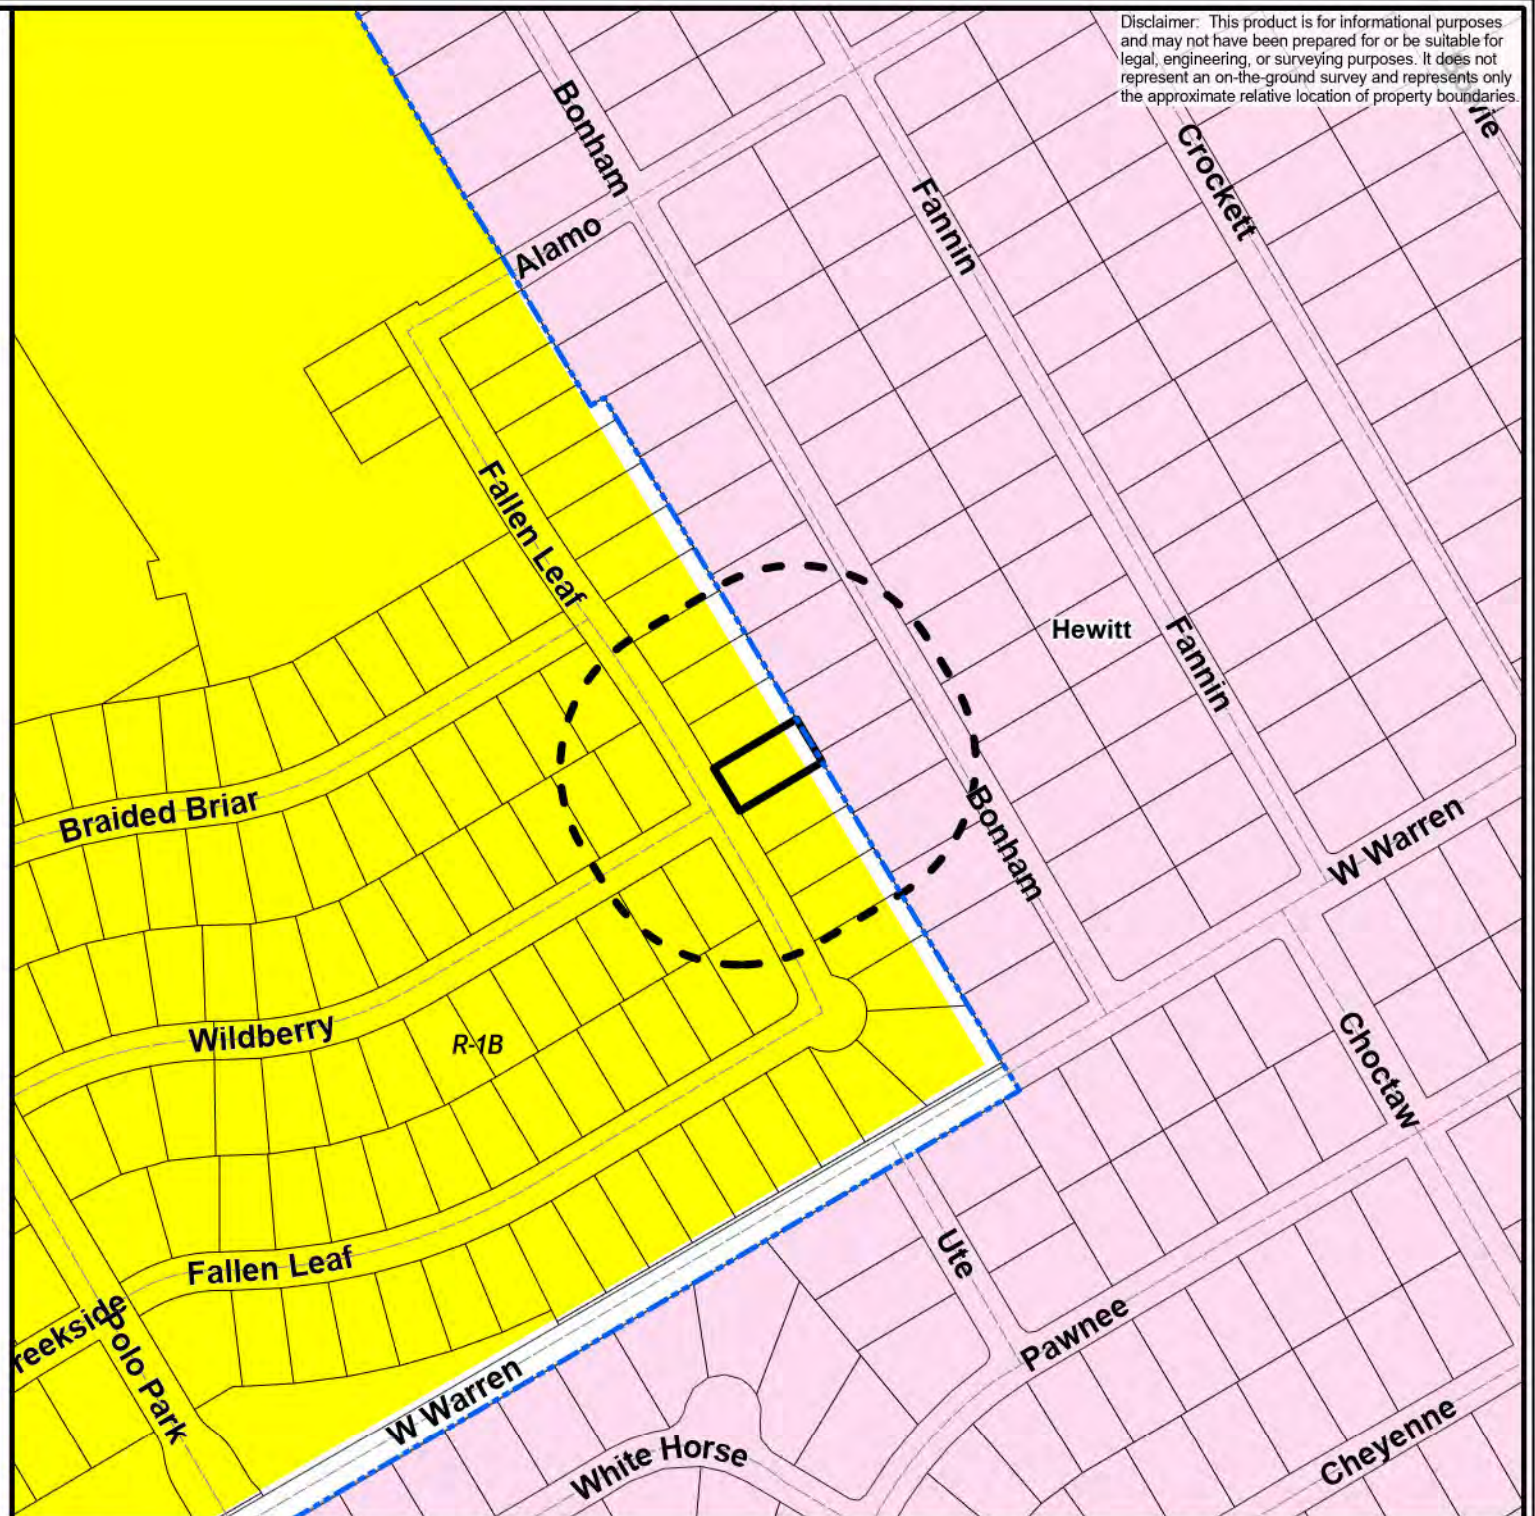 Disclaimer: This product is for informational purposes
and may not have been prepared for or be suitable for
legal, engineering, or surveying purposes. It does not
represent an on-the-ground survey and represents only
the approximate relative location of property boundaries.
Bowie
Bonham
Crockett
Fannin
Alamo
Fallen Leaf
Hewitt
Fannin
Braided Briar
Bonham
W Warren
Wildberry
R-1B
Choctaw
Ute
Fallen Leaf
reekside
Polo Park
Pawnee
W Warren
White Horse
Cheyenne